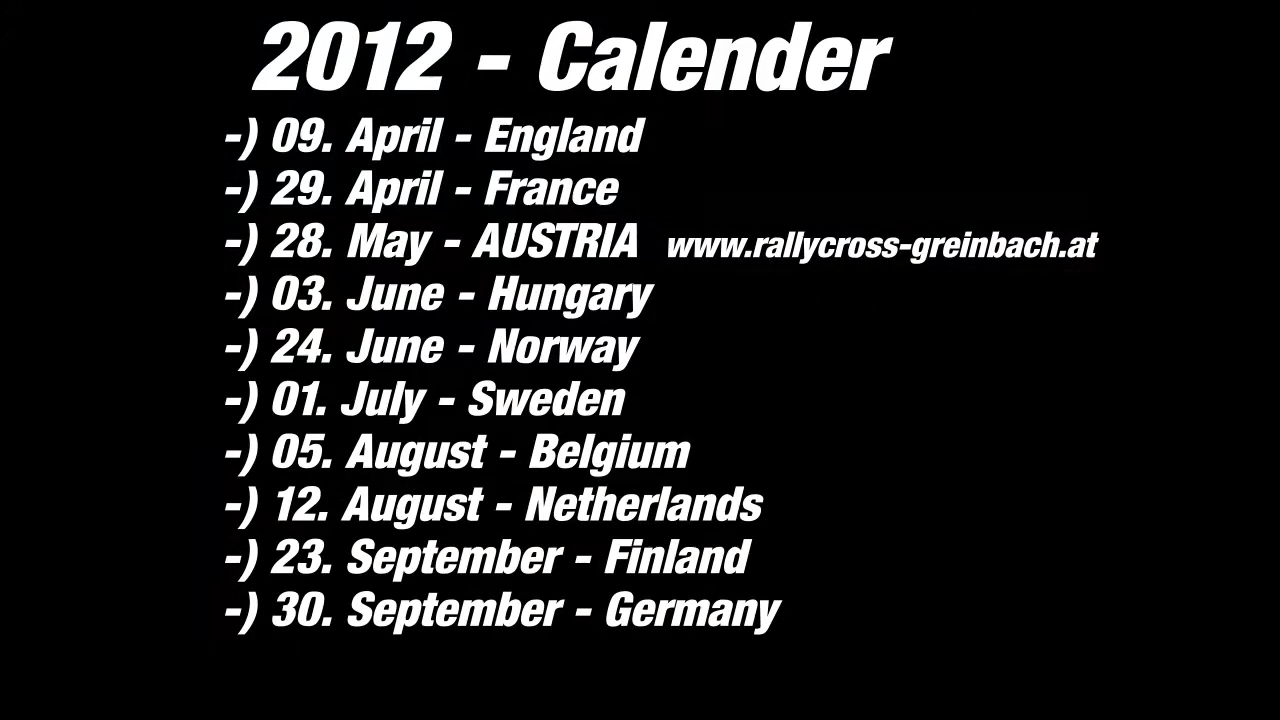 2012 - Calender
-) 09. April - England
-) 29. April - France
-) 28. May - AUSTRIA www.rallycross-greinbach.at
-) 03. June - Hungary
-) 24. June - Norway
-) 01. July - Sweden
-) 05. August - Belgium
-) 12. August - Netherlands
-) 23. September - Finland
-) 30. September - Germany